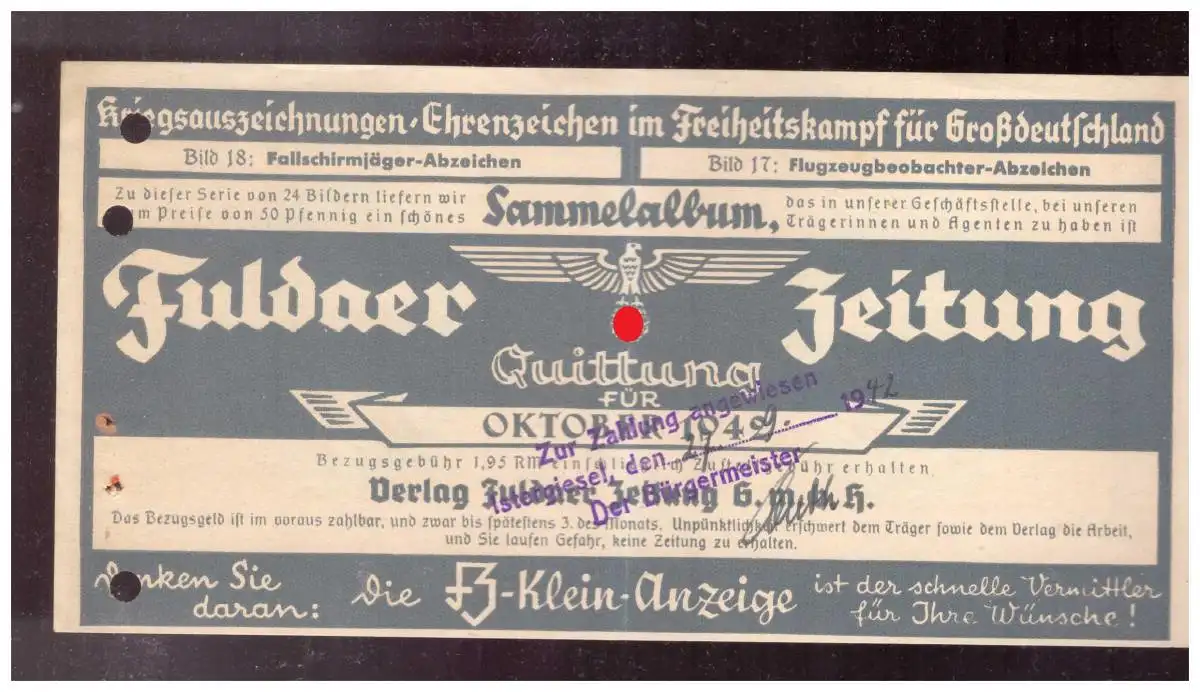 Kriegsauszeichnungen · Ehrenzeichen im Freiheitskampf für Großdeutschland
Bild 18: Fallschirmjäger-Abzeichen
Bild 17: Flugzeugbeobachter-Abzeichen
Zu dieser Serie von 24 Bildern liefern wir
zum Preise von 50 Pfennig ein schönes
Sammelalbum,
das in unserer Geschäftsstelle, bei unseren
Trägerinnen und Agenten zu haben ist
Fuldaer Zeitung
Quittung
FÜR
OKTOBER 1942
Zur Zahlung angewiesen
Istergiesel, den 27. 9. 1942
Der Bürgermeister
Bezugsgebühr 1,95 RM einschließlich Zustellgebühr erhalten.
Verlag Fuldaer Zeitung G. m. b. H.
Das Bezugsgeld ist im voraus zahlbar, und zwar bis spätestens 3. des Monats. Unpünktlichkeit erschwert dem Träger sowie dem Verlag die Arbeit,
und Sie laufen Gefahr, keine Zeitung zu erhalten.
Denken Sie
daran:
Die FZ-Klein-Anzeige
ist der schnelle Vermittler
für Ihre Wünsche!